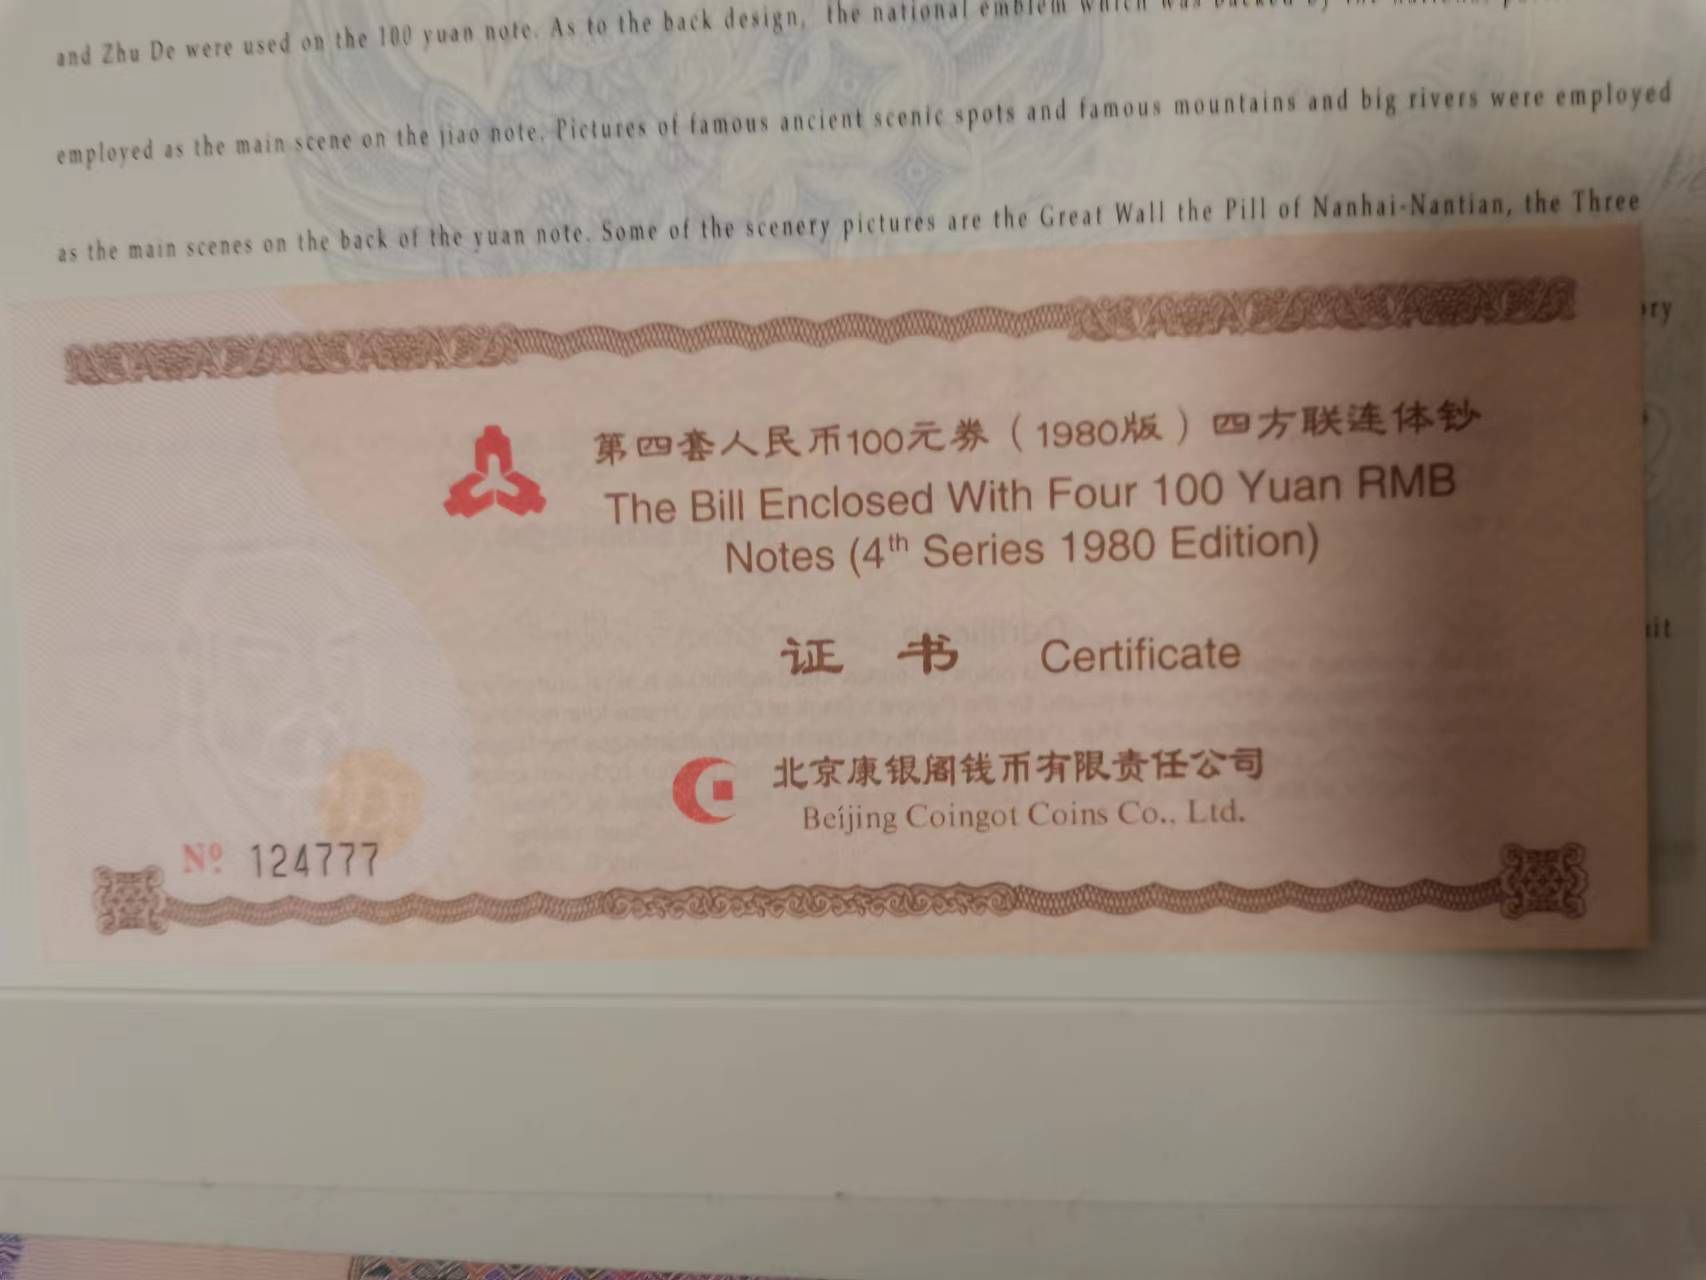 and Zhu De were used on the 100 yuan note. As to the back design, the national emblem which was backed by the
employed as the main scene on the jiao note. Pictures of famous ancient scenic spots and famous mountains and big rivers were employed
as the main scenes on the back of the yuan note. Some of the scenery pictures are the Great Wall the Pill of Nanhai-Nantian, the Three
第四套人民币100元券（1980版）四方联连体钞
The Bill Enclosed With Four 100 Yuan RMB
Notes (4th Series 1980 Edition)
证 书 Certificate
北京康银阁钱币有限责任公司
Beijing Coingot Coins Co., Ltd.
Nº 124777